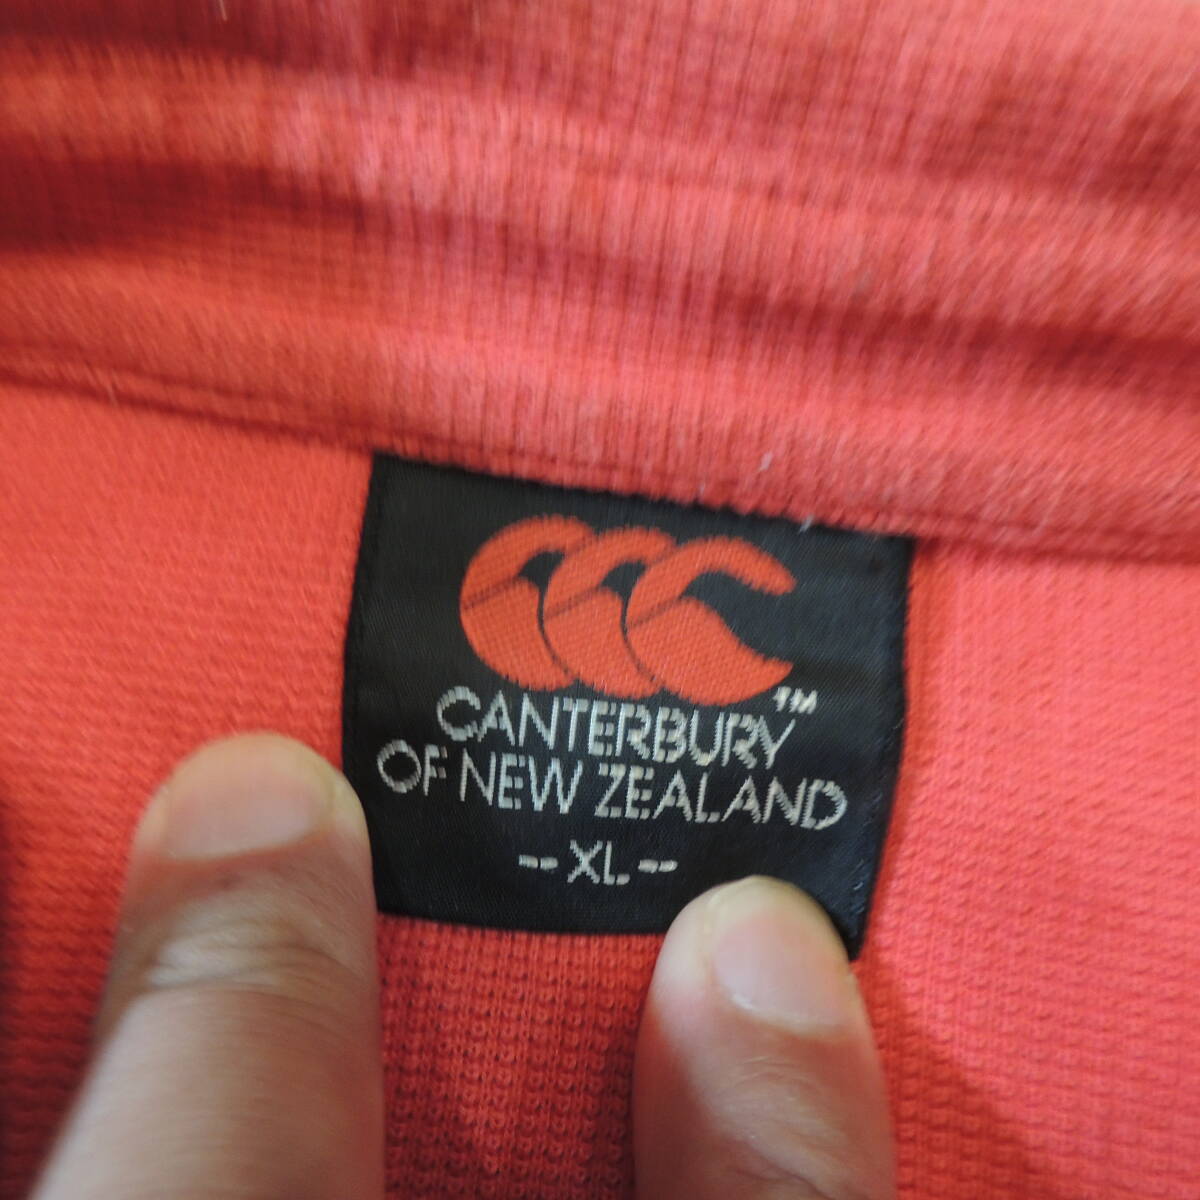 CANTERBURY™
OF NEW ZEALAND
-- XL --